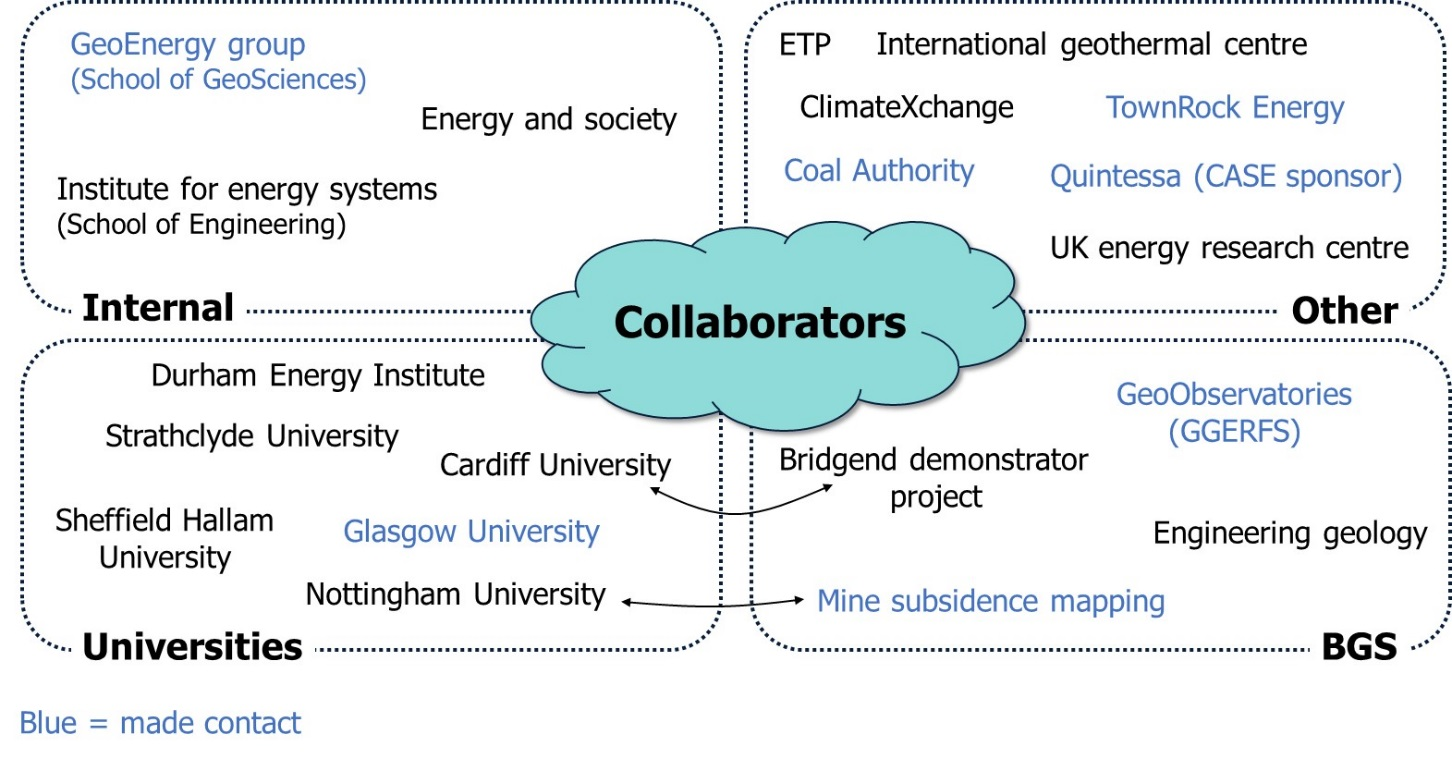 GeoEnergy group
(School of GeoSciences)
Energy and society
Institute for energy systems
(School of Engineering)
Internal
ETP
International geothermal centre
ClimateXchange
TownRock Energy
Coal Authority
Quintessa (CASE sponsor)
UK energy research centre
Other
Collaborators
Durham Energy Institute
Strathclyde University
Cardiff University
Sheffield Hallam
University
Glasgow University
Nottingham University
Universities
GeoObservatories
(GGERFS)
Bridgend demonstrator
project
Engineering geology
Mine subsidence mapping
BGS
Blue = made contact